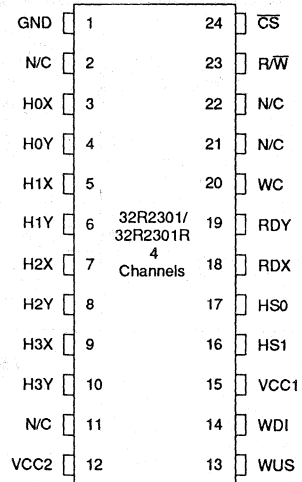 GND 1 24 C̅S̅
N/C 2 23 R/W̅
H0X 3 22 N/C
H0Y 4 21 N/C
H1X 5 20 WC
H1Y 6 32R2301/ 19 RDY
32R2301R
4
H2X 7 Channels 18 RDX
H2Y 8 17 HS0
H3X 9 16 HS1
H3Y 10 15 VCC1
N/C 11 14 WDI
VCC2 12 13 WUS